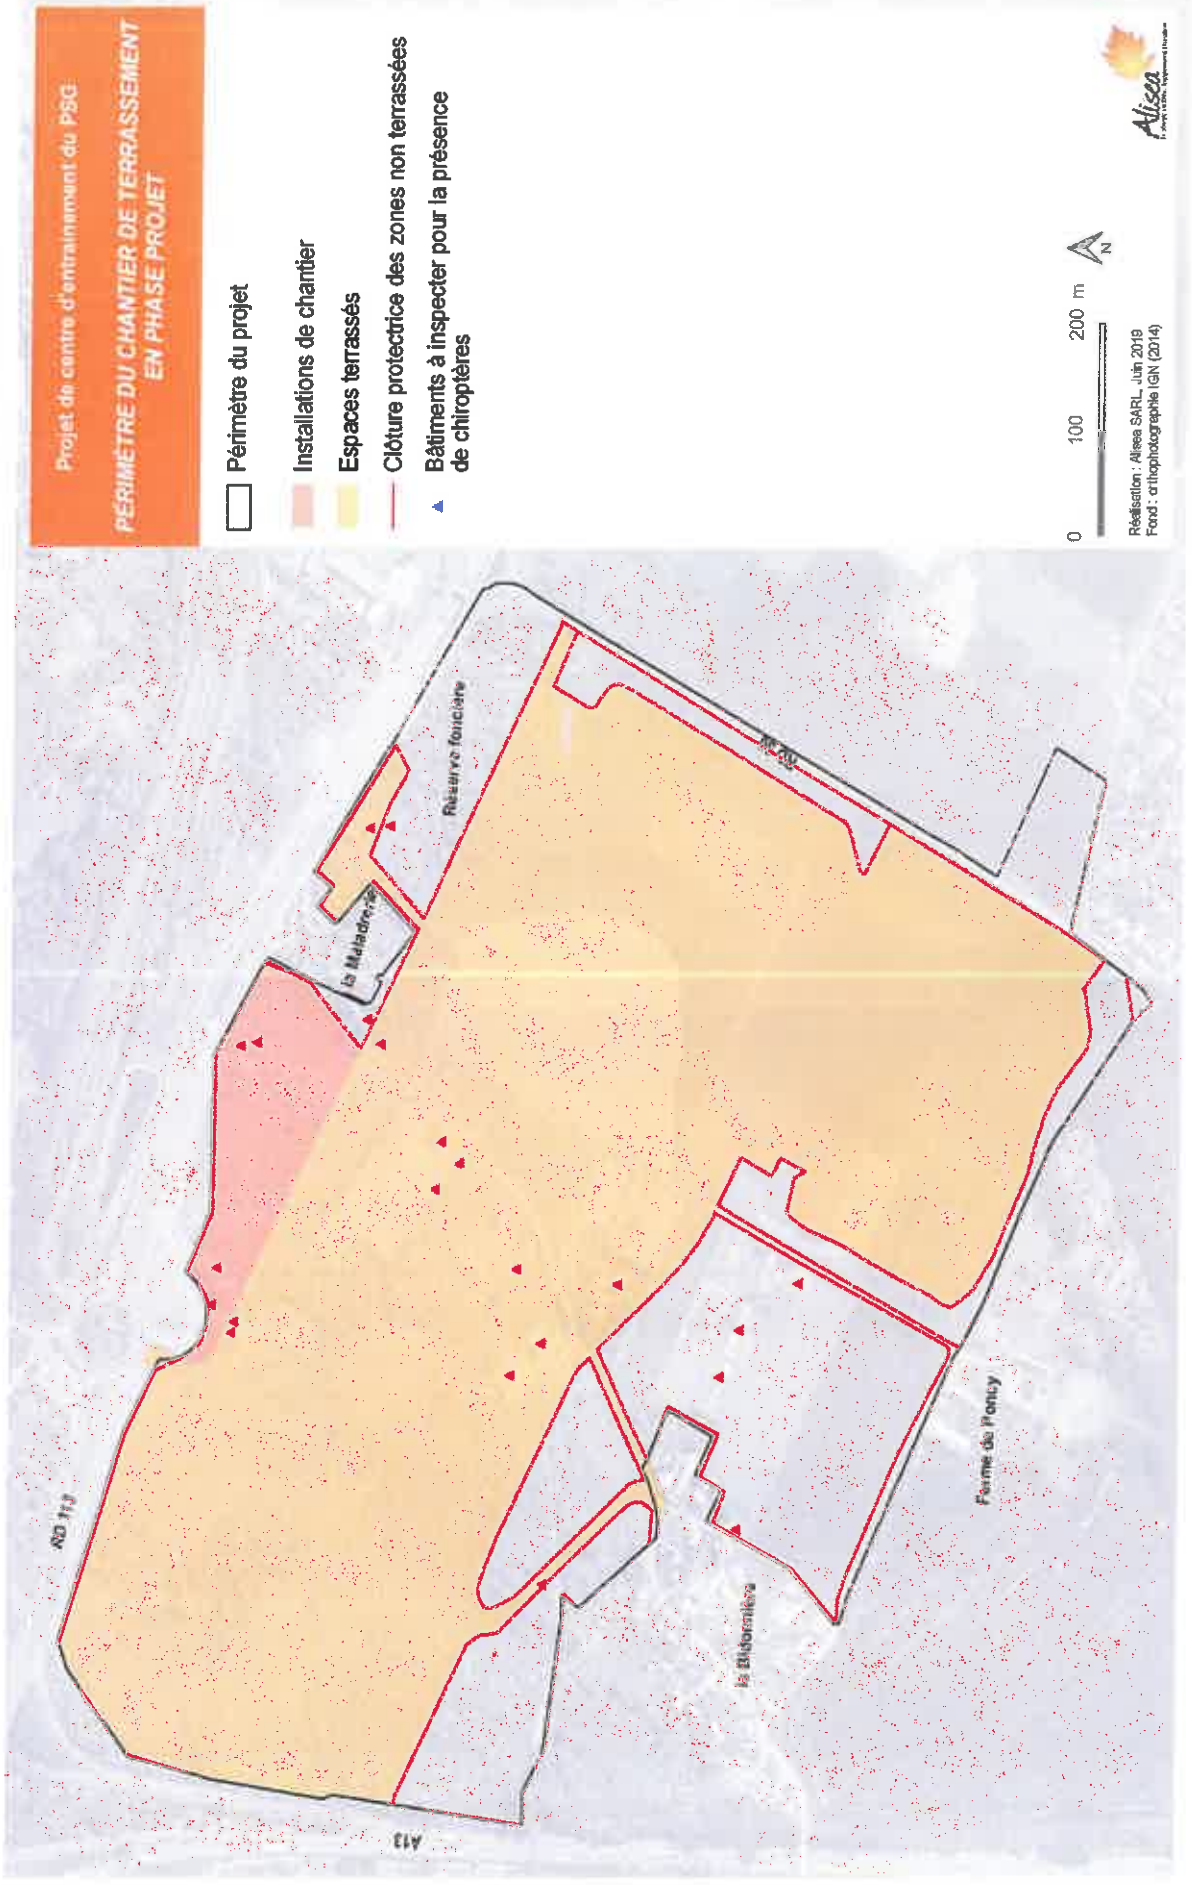 Projet de centre d'entrainement du PSG
PÉRIMÈTRE DU CHANTIER DE TERRASSEMENT
EN PHASE PROJET
Périmètre du projet
Installations de chantier
Espaces terrassés
Clôture protectrice des zones non terrassées
Bâtiments à inspecter pour la présence
de chiroptères
0 100 200 m
N
Réalisation : Alisea SARL, Juin 2019
Fond : orthophotographie IGN (2014)
Alisea
RD 113
A13
la Maladrerie
Réserve foncière
la Bidonnière
Ferme de Poncy